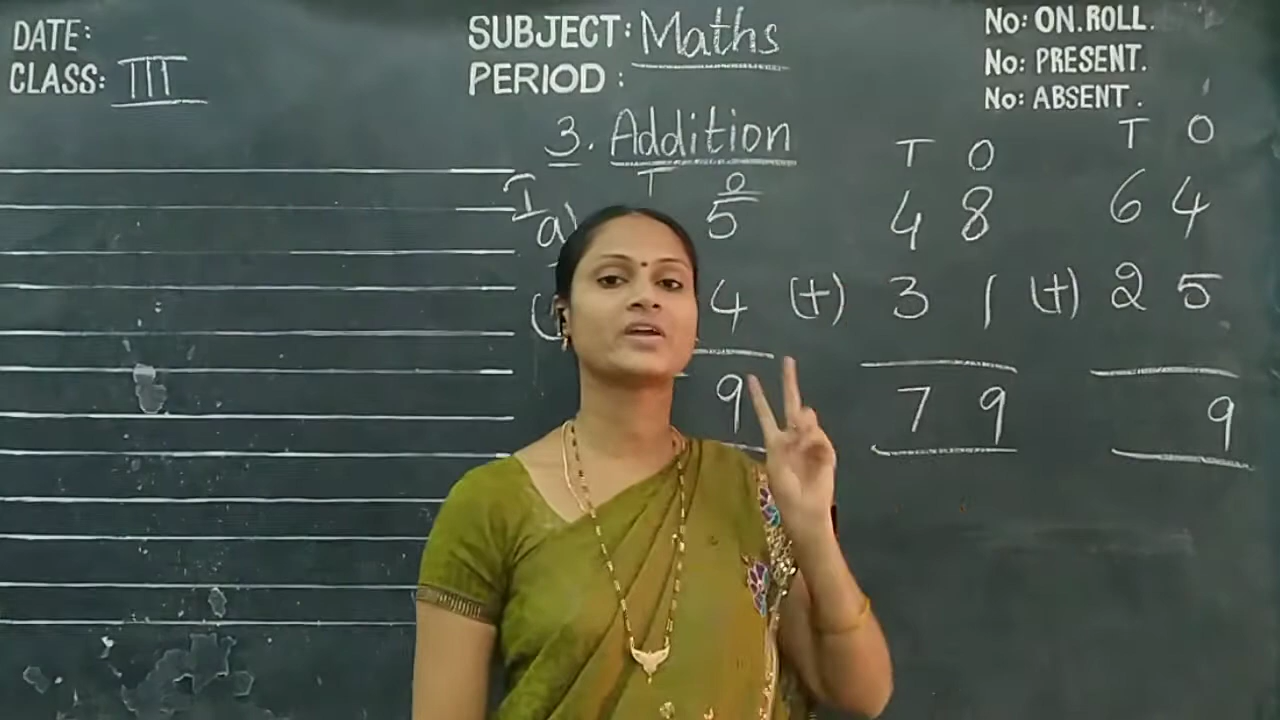 DATE:
CLASS: III
SUBJECT: Maths
PERIOD :
No: ON.ROLL.
No: PRESENT.
No: ABSENT.
3. Addition
I T O T O T O
a) 5 4 8 6 4
4 (+) 3 1 (+) 2 5
9 7 9 9